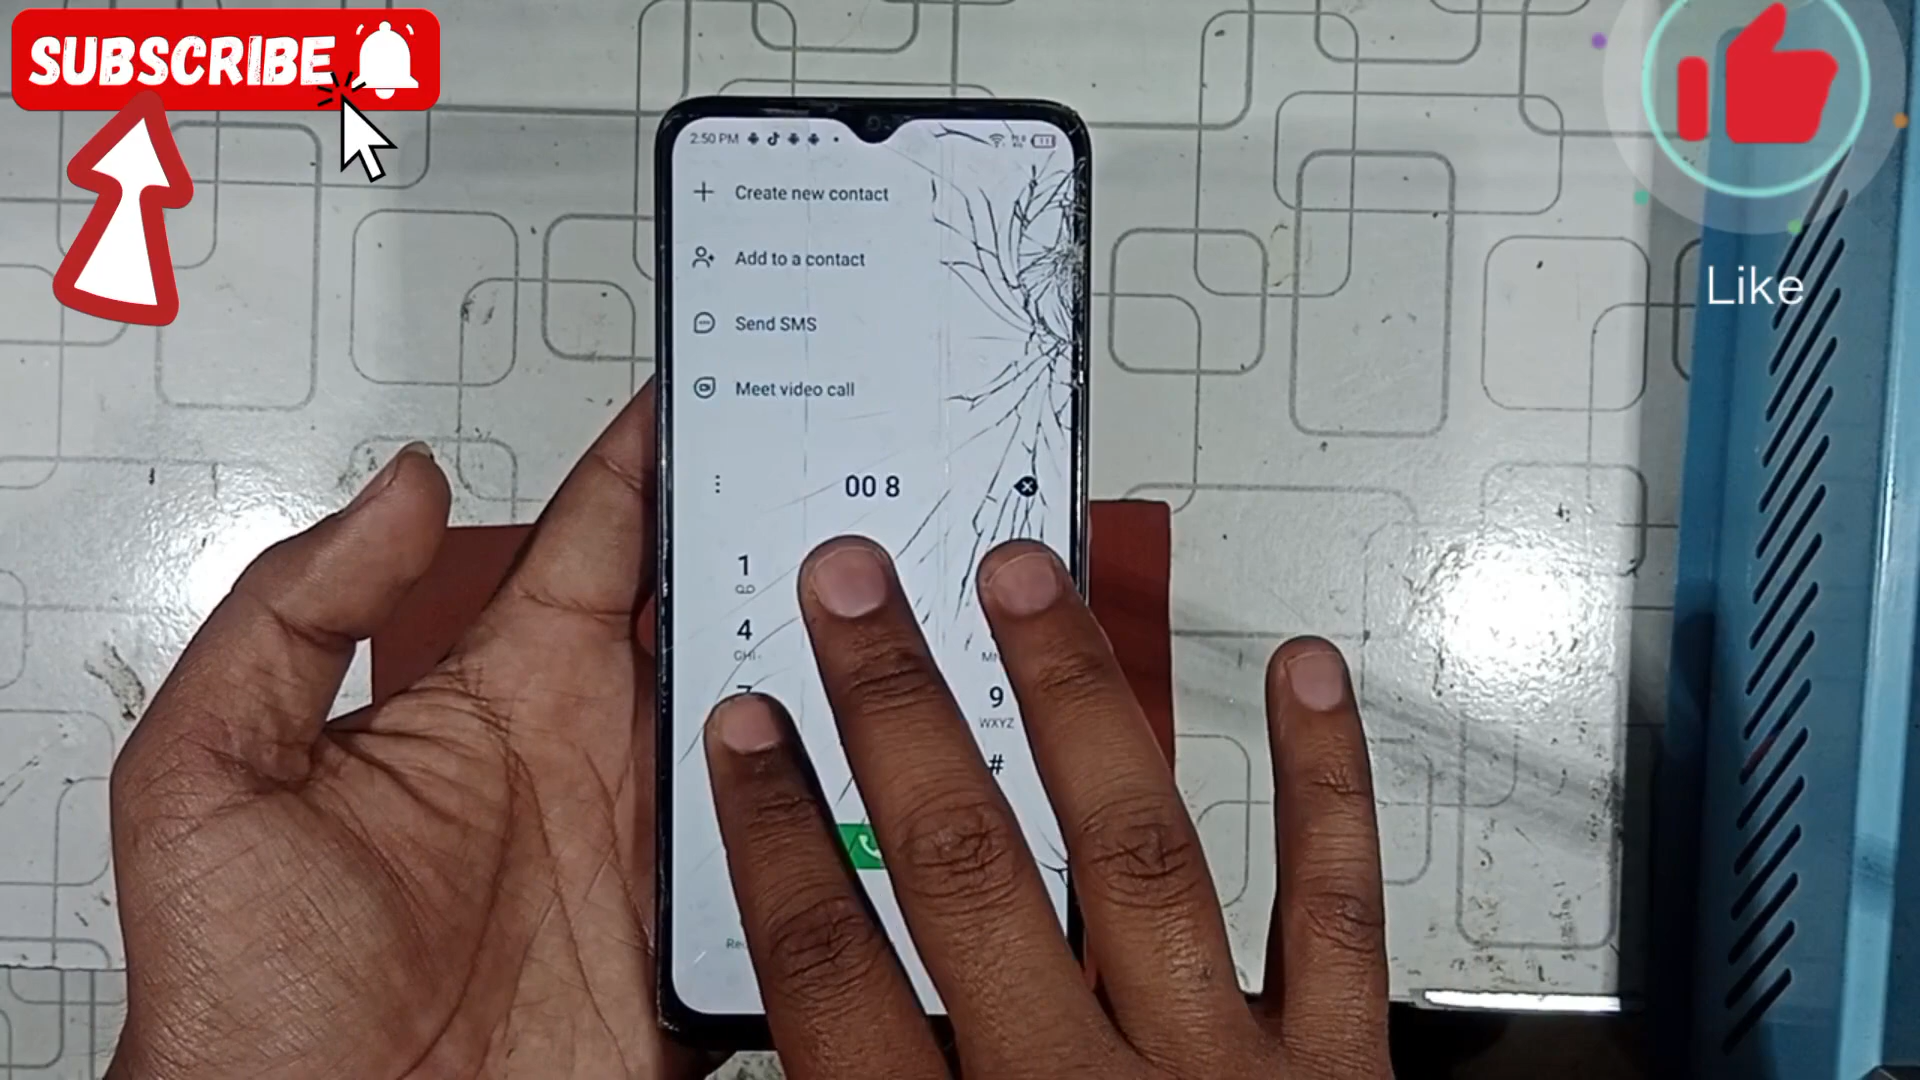 SUBSCRIBE
Like
2:50 PM
Create new contact
Add to a contact
Send SMS
Meet video call
00 8
1
4
GHI
9
WXYZ
#